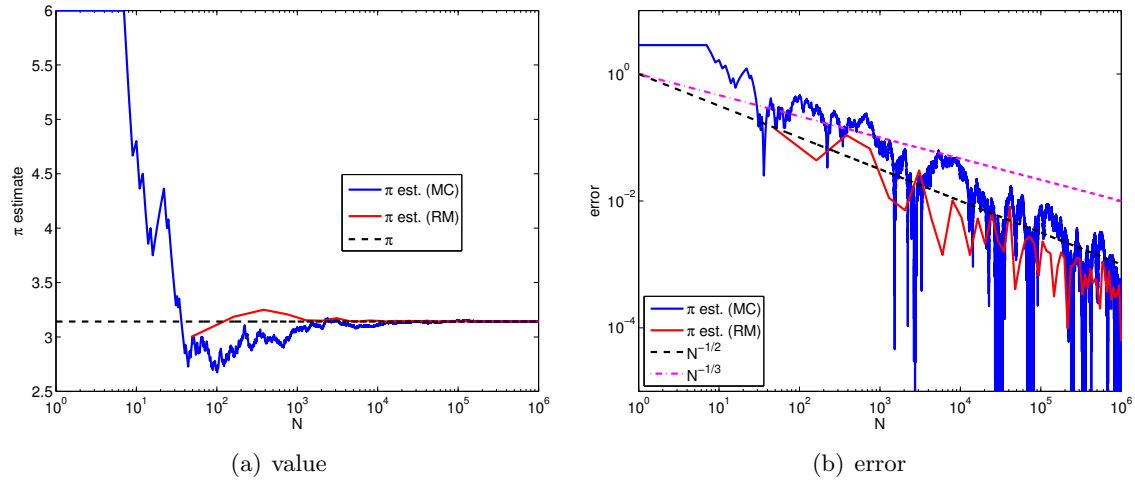 6
5.5
5
4.5
4
3.5
3
2.5
π estimate
10^0 10^1 10^2 10^3 10^4 10^5 10^6
N
π est. (MC)
π est. (RM)
π
(a) value
10^0
10^−2
10^−4
error
10^0 10^1 10^2 10^3 10^4 10^5 10^6
N
π est. (MC)
π est. (RM)
N^−1/2
N^−1/3
(b) error